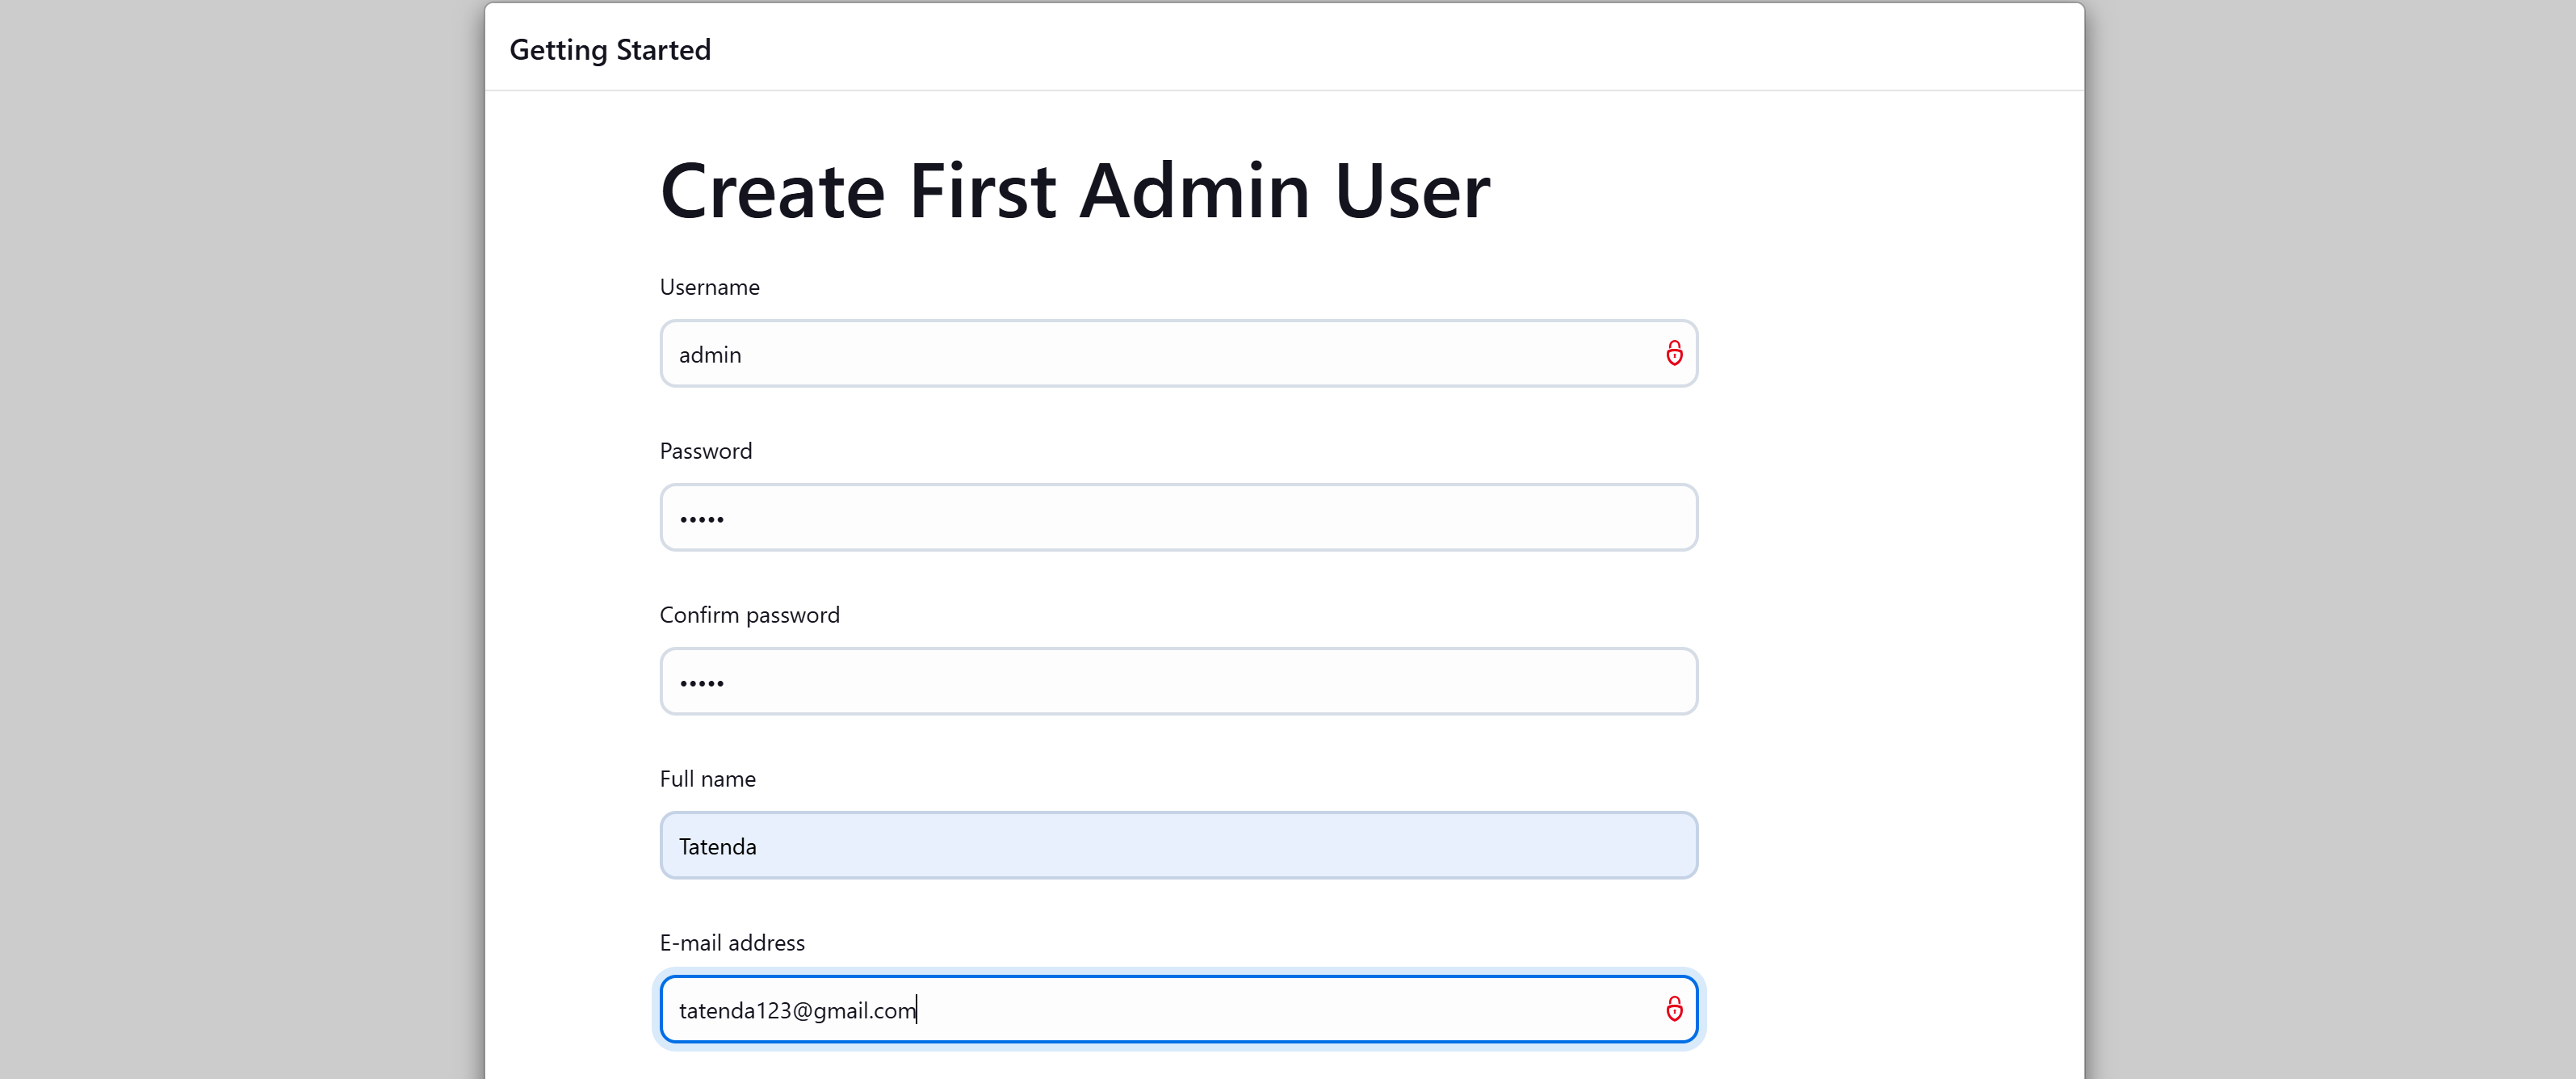 Getting Started
Create First Admin User
Username
admin
Password
•••••
Confirm password
•••••
Full name
Tatenda
E-mail address
tatenda123@gmail.com